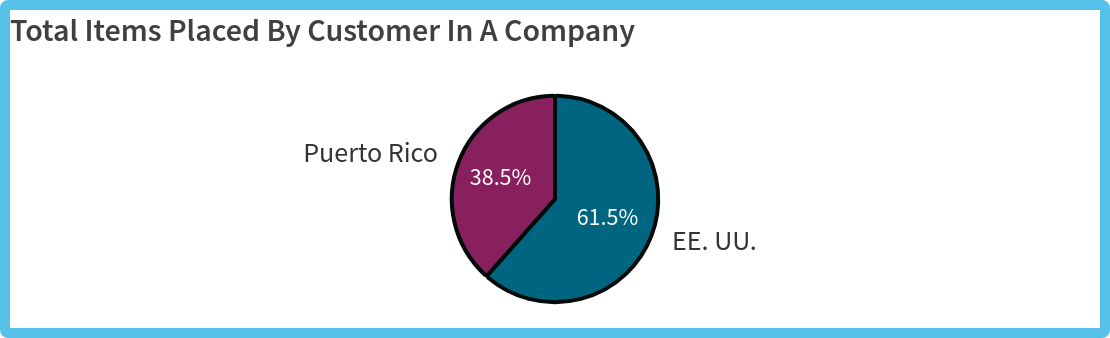 Total Items Placed By Customer In A Company
Puerto Rico
38.5%
61.5%
EE. UU.